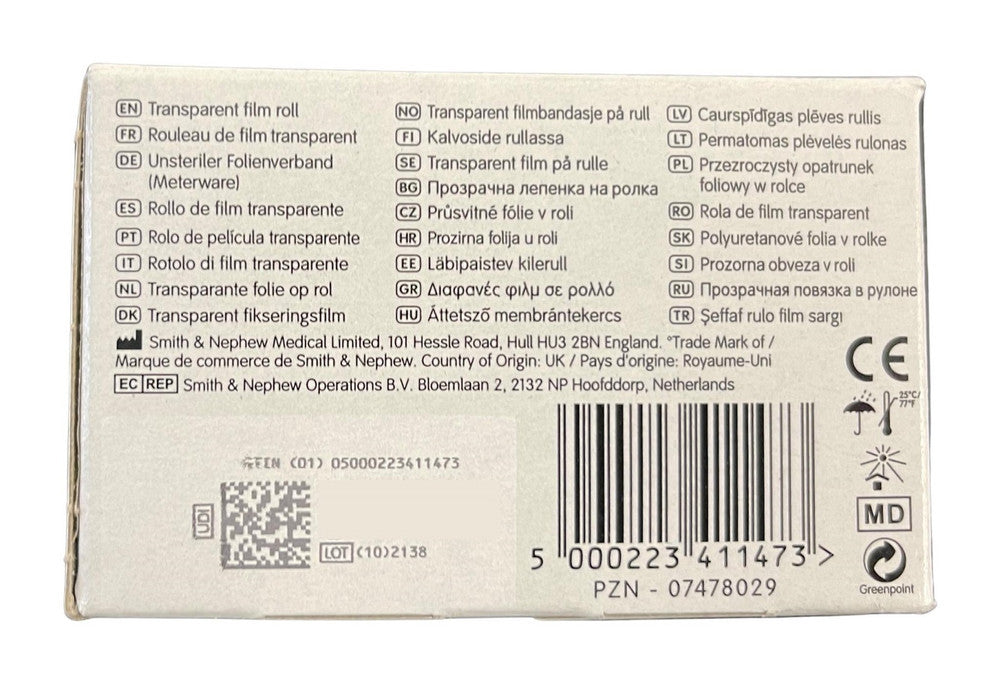 EN Transparent film roll
FR Rouleau de film transparent
DE Unsteriler Folienverband
(Meterware)
ES Rollo de film transparente
PT Rolo de película transparente
IT Rotolo di film transparente
NL Transparante folie op rol
DK Transparent fikseringsfilm
NO Transparent filmbandasje på rull
FI Kalvoside rullassa
SE Transparent film på rulle
BG Прозрачна лепенка на ролка
CZ Průsvitné fólie v roli
HR Prozirna folija u roli
EE Läbipaistev kilerull
GR Διαφανές φιλμ σε ρολλό
HU Áttetsző membrántekercs
LV Caurspīdīgas plēves rullis
LT Permatomas plėvelės rulonas
PL Przezroczysty opatrunek
foliowy w rolce
RO Rola de film transparent
SK Polyuretanové folia v rolke
SI Prozorna obveza v roli
RU Прозрачная повязка в рулоне
TR Şeffaf rulo film sargı
Smith & Nephew Medical Limited, 101 Hessle Road, Hull HU3 2BN England. °Trade Mark of /
Marque de commerce de Smith & Nephew. Country of Origin: UK / Pays d'origine: Royaume-Uni
EC REP Smith & Nephew Operations B.V. Bloemlaan 2, 2132 NP Hoofddorp, Netherlands
CE
25°C/
77°F
(01) 05000223411473
UDI
LOT (10)2138
5 000223 411473 >
PZN - 07478029
MD
Greenpoint